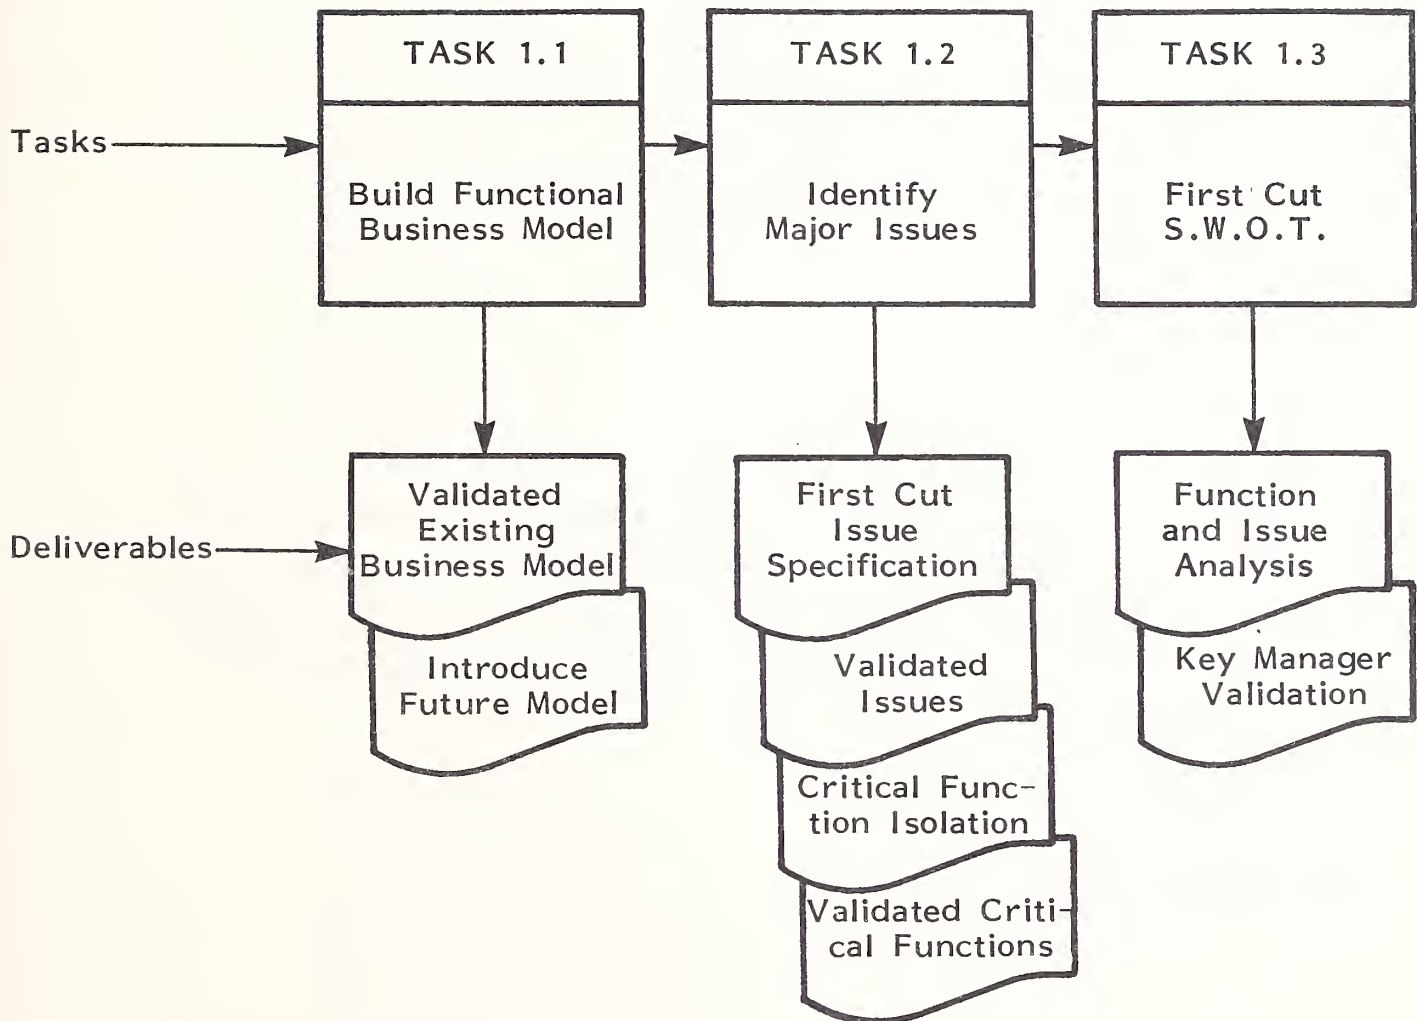 TASK 1.1
TASK 1.2
TASK 1.3
Tasks
Build Functional
Business Model
Identify
Major Issues
First Cut
S.W.O.T.
Deliverables
Validated
Existing
Business Model
Introduce
Future Model
First Cut
Issue
Specification
Validated
Issues
Critical Func-
tion Isolation
Validated Criti-
cal Functions
Function
and Issue
Analysis
Key Manager
Validation